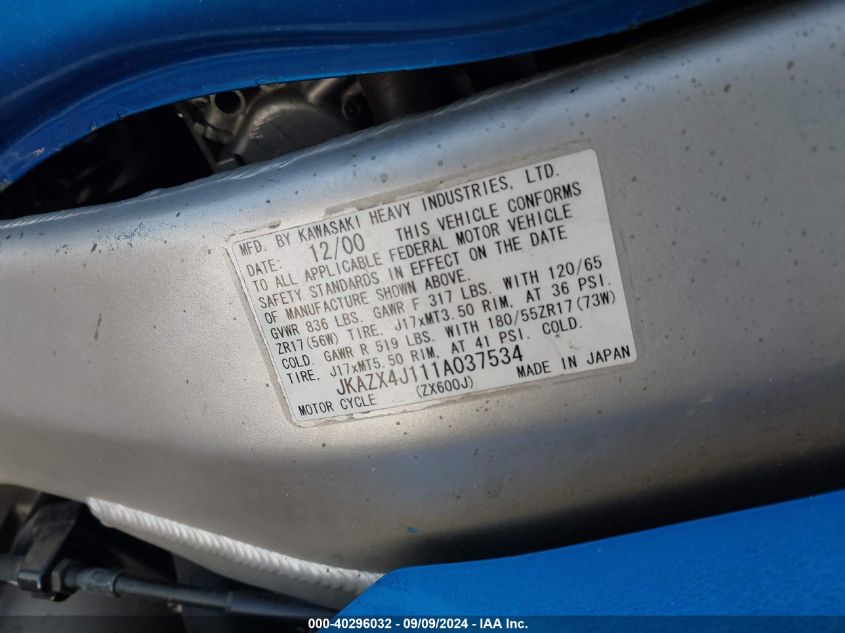 MFD. BY KAWASAKI HEAVY INDUSTRIES, LTD.
DATE: 12/00 THIS VEHICLE CONFORMS
TO ALL APPLICABLE FEDERAL MOTOR VEHICLE
SAFETY STANDARDS IN EFFECT ON THE DATE
OF MANUFACTURE SHOWN ABOVE.
GVWR 836 LBS. GAWR F 317 LBS. WITH 120/65
ZR17(56W) TIRE, J17xMT3.50 RIM, AT 36 PSI.
COLD. GAWR R 519 LBS. WITH 180/55ZR17(73W)
TIRE, J17xMT5.50 RIM, AT 41 PSI. COLD.
JKAZX4J111A037534
MOTOR CYCLE (ZX600J) MADE IN JAPAN
000-40296032 - 09/09/2024 - IAA Inc.